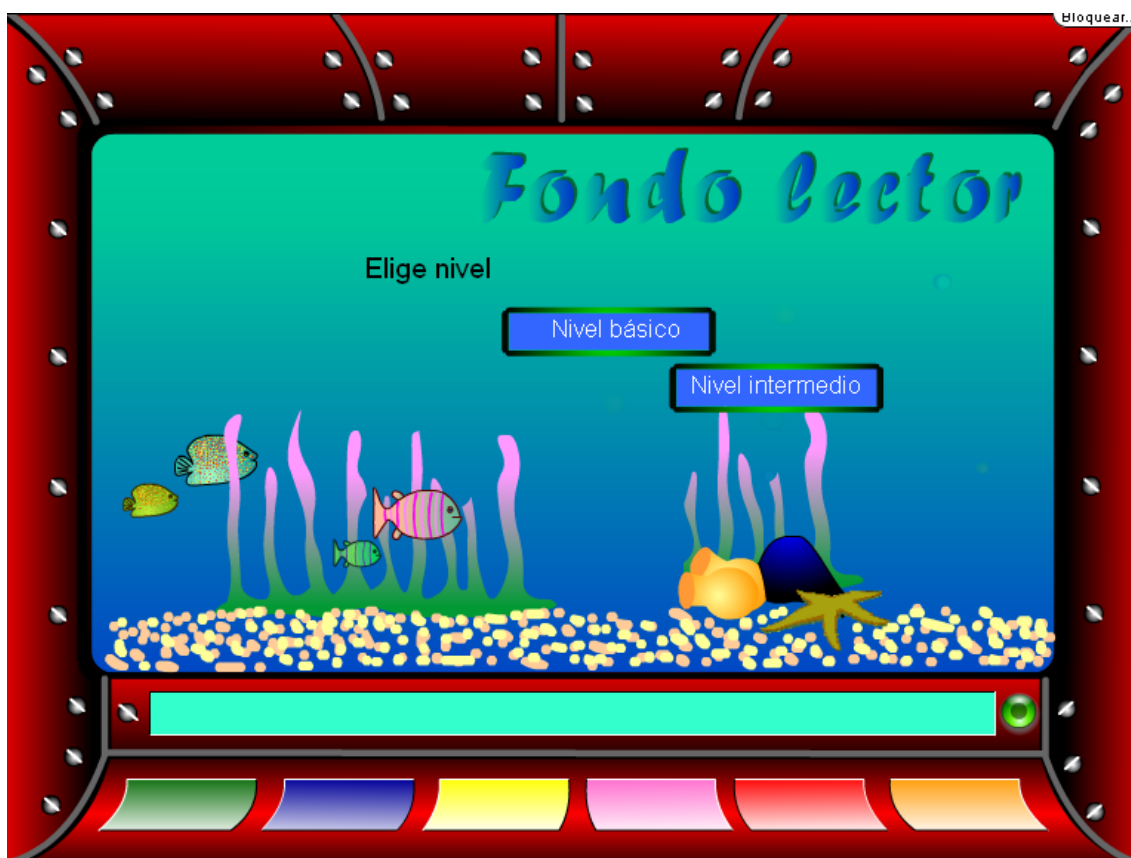 Bloquear..
Fondo lector
Elige nivel
Nivel básico
Nivel intermedio